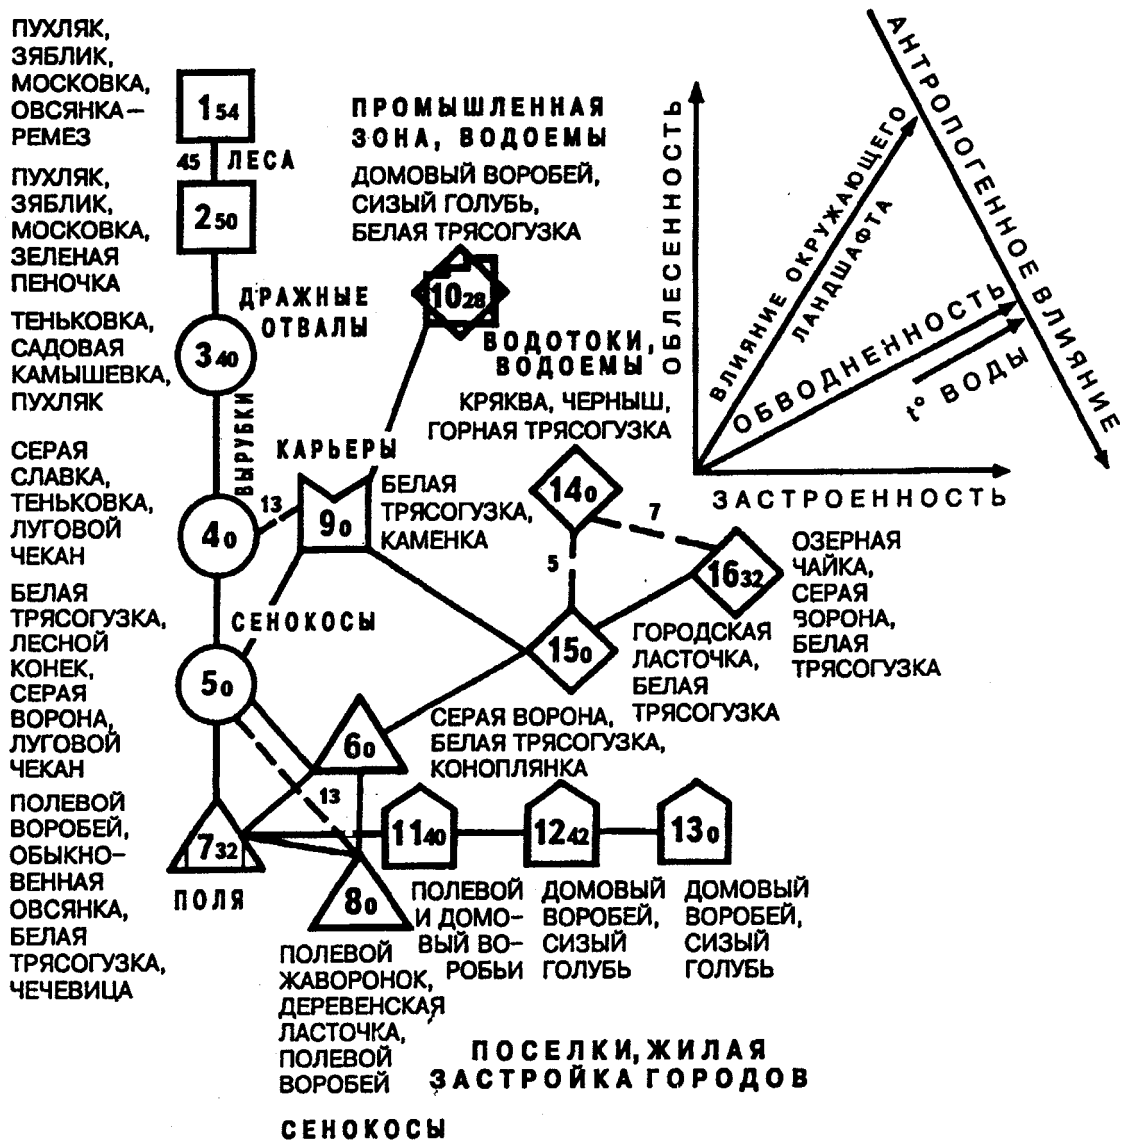 ПУХЛЯК,
ЗЯБЛИК,
МОСКОВКА,
ОВСЯНКА–
РЕМЕЗ
1 54
45 ЛЕСА
ПУХЛЯК,
ЗЯБЛИК,
МОСКОВКА,
ЗЕЛЕНАЯ
ПЕНОЧКА
2 50
ДРАЖНЫЕ
ОТВАЛЫ
ТЕНЬКОВКА,
САДОВАЯ
КАМЫШЕВКА,
ПУХЛЯК
3 40
ВЫРУБКИ
СЕРАЯ
СЛАВКА,
ТЕНЬКОВКА,
ЛУГОВОЙ
ЧЕКАН
4 0
13
КАРЬЕРЫ
9 0
БЕЛАЯ
ТРЯСОГУЗКА,
КАМЕНКА
ПРОМЫШЛЕННАЯ
ЗОНА, ВОДОЕМЫ
ДОМОВЫЙ ВОРОБЕЙ,
СИЗЫЙ ГОЛУБЬ,
БЕЛАЯ ТРЯСОГУЗКА
10 28
ВОДОТОКИ,
ВОДОЕМЫ
КРЯКВА, ЧЕРНЫШ,
ГОРНАЯ ТРЯСОГУЗКА
14 0
7
5
16 32
ОЗЕРНАЯ
ЧАЙКА,
СЕРАЯ
ВОРОНА,
БЕЛАЯ
ТРЯСОГУЗКА
15 0
ГОРОДСКАЯ
ЛАСТОЧКА,
БЕЛАЯ
ТРЯСОГУЗКА
БЕЛАЯ
ТРЯСОГУЗКА,
ЛЕСНОЙ
КОНЕК,
СЕРАЯ
ВОРОНА,
ЛУГОВОЙ
ЧЕКАН
СЕНОКОСЫ
5 0
6 0
СЕРАЯ ВОРОНА,
БЕЛАЯ ТРЯСОГУЗКА,
КОНОПЛЯНКА
13
ПОЛЕВОЙ
ВОРОБЕЙ,
ОБЫКНО–
ВЕННАЯ
ОВСЯНКА,
БЕЛАЯ
ТРЯСОГУЗКА,
ЧЕЧЕВИЦА
7 32
ПОЛЯ
8 0
ПОЛЕВОЙ
ЖАВОРОНОК,
ДЕРЕВЕНСКАЯ
ЛАСТОЧКА,
ПОЛЕВОЙ
ВОРОБЕЙ
СЕНОКОСЫ
11 40
ПОЛЕВОЙ
И ДОМО–
ВЫЙ ВО–
РОБЬИ
12 42
ДОМОВЫЙ
ВОРОБЕЙ,
СИЗЫЙ
ГОЛУБЬ
13 0
ДОМОВЫЙ
ВОРОБЕЙ,
СИЗЫЙ
ГОЛУБЬ
ПОСЕЛКИ, ЖИЛАЯ
ЗАСТРОЙКА ГОРОДОВ
ОБЛЕСЕННОСТЬ
ВЛИЯНИЕ ОКРУЖАЮЩЕГО
ЛАНДШАФТА
АНТРОПОГЕННОЕ ВЛИЯНИЕ
ОБВОДНЕННОСТЬ
t° ВОДЫ
ЗАСТРОЕННОСТЬ